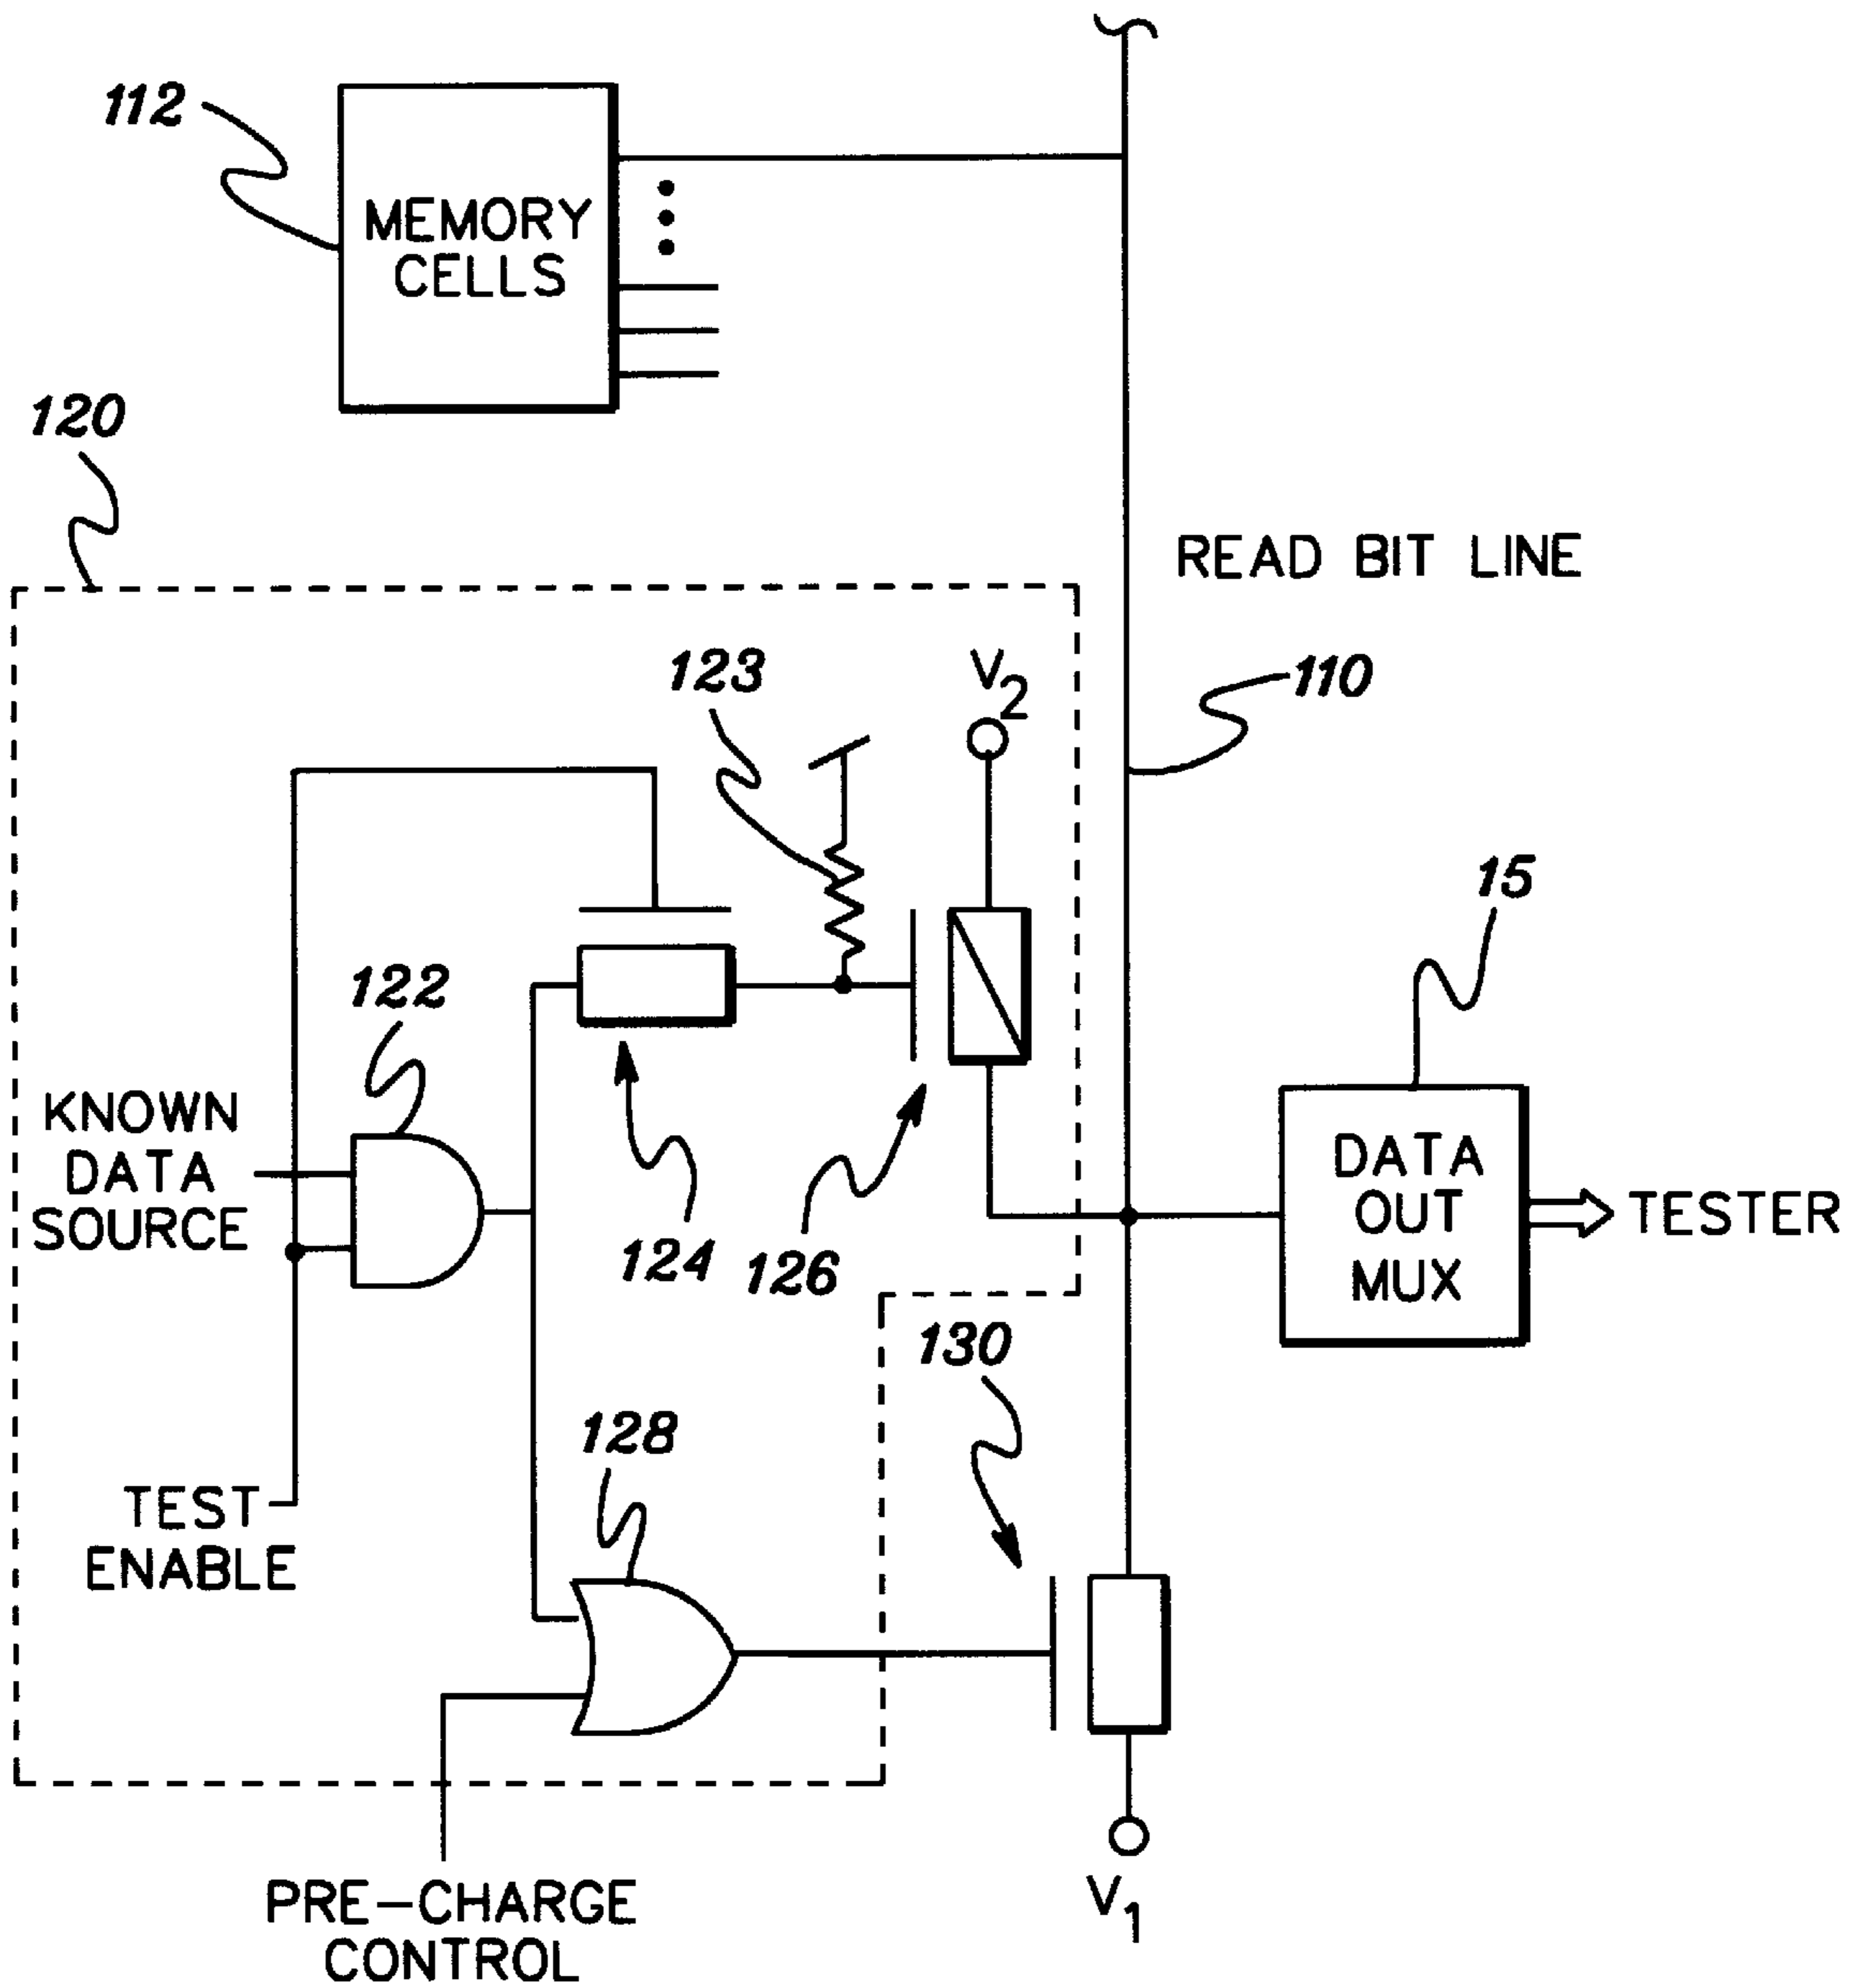 112
MEMORY
CELLS
120
READ BIT LINE
123
V2
110
15
122
KNOWN
DATA
SOURCE
DATA
OUT
MUX
TESTER
124
126
130
128
TEST
ENABLE
PRE-CHARGE
CONTROL
V1